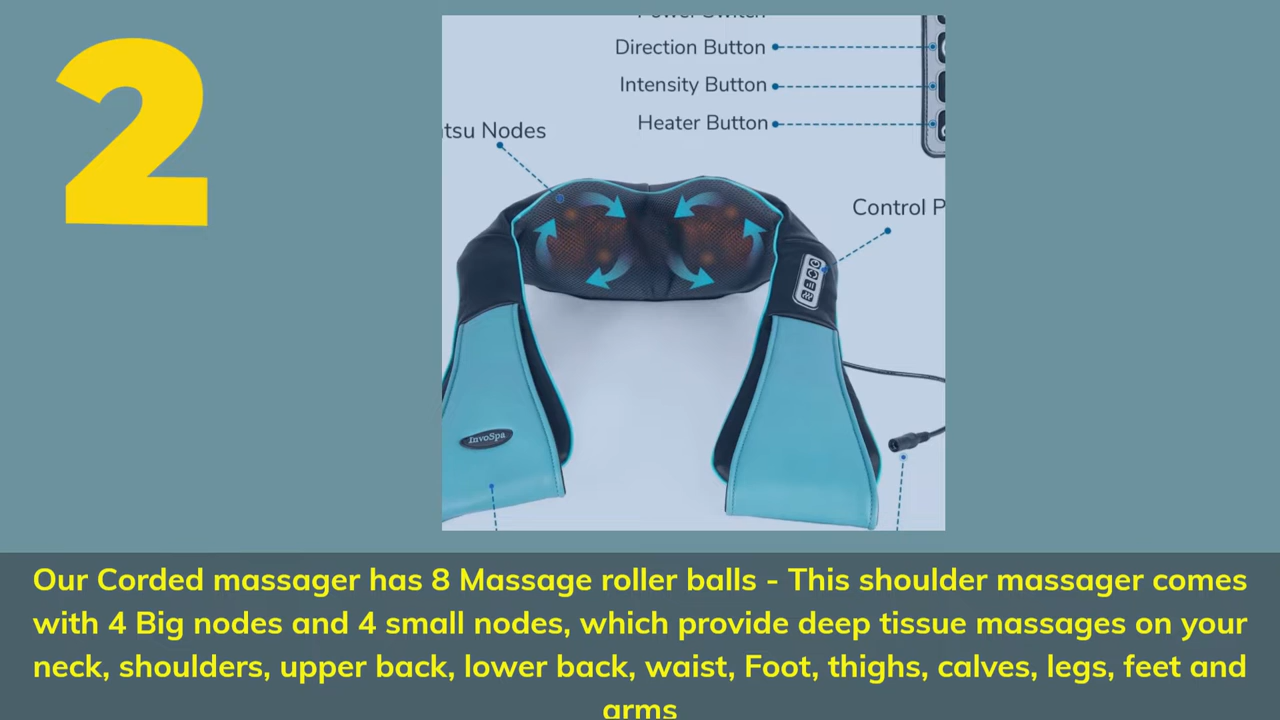 2
Power Switch
Direction Button
Intensity Button
Heater Button
tsu Nodes
Control P
InvoSpa
Our Corded massager has 8 Massage roller balls - This shoulder massager comes
with 4 Big nodes and 4 small nodes, which provide deep tissue massages on your
neck, shoulders, upper back, lower back, waist, Foot, thighs, calves, legs, feet and
arms